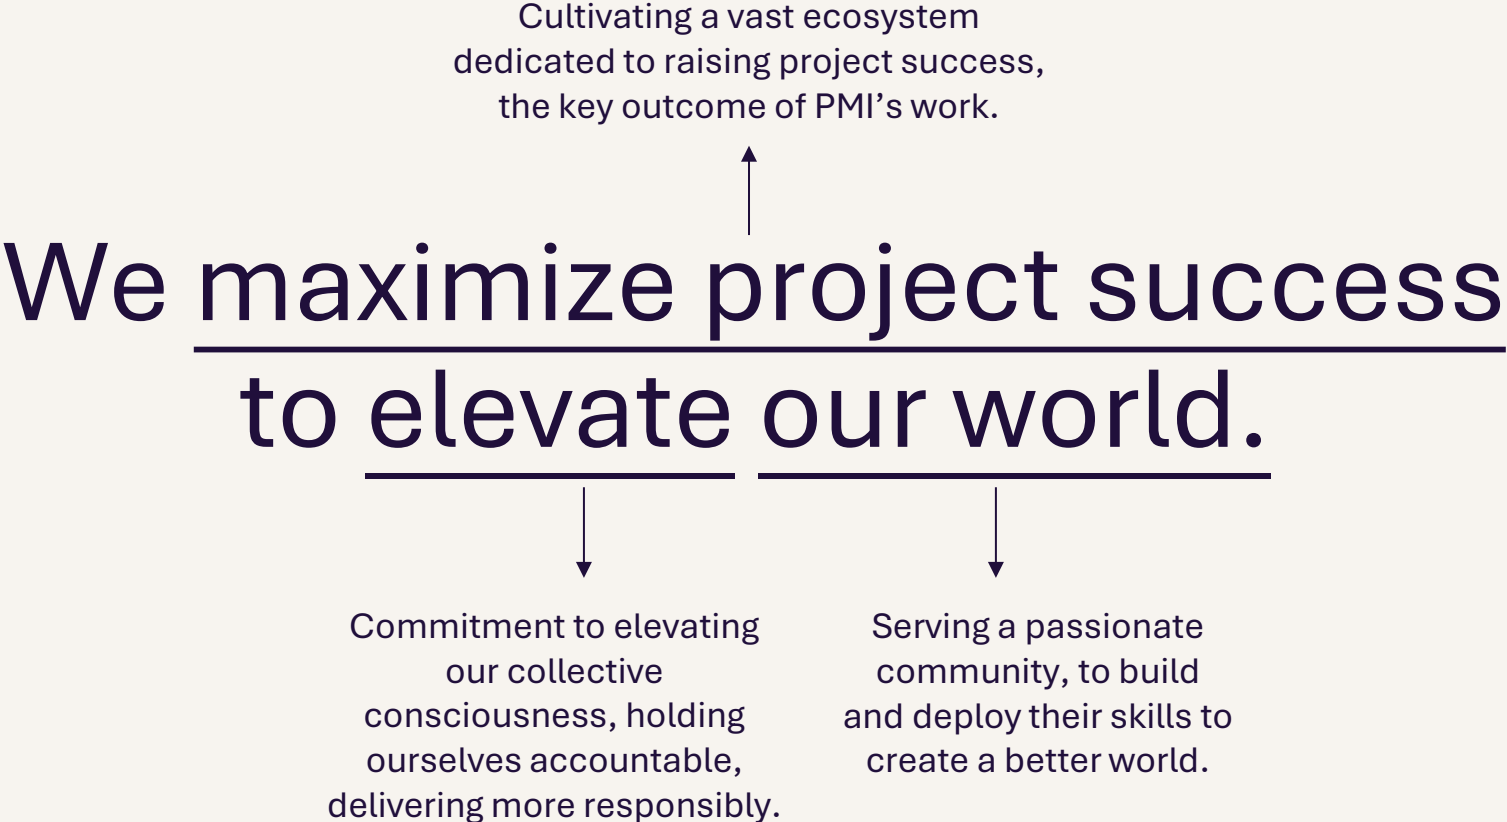 Cultivating a vast ecosystem
dedicated to raising project success,
the key outcome of PMI’s work.
We maximize project success
to elevate our world.
Commitment to elevating
our collective
consciousness, holding
ourselves accountable,
delivering more responsibly.
Serving a passionate
community, to build
and deploy their skills to
create a better world.